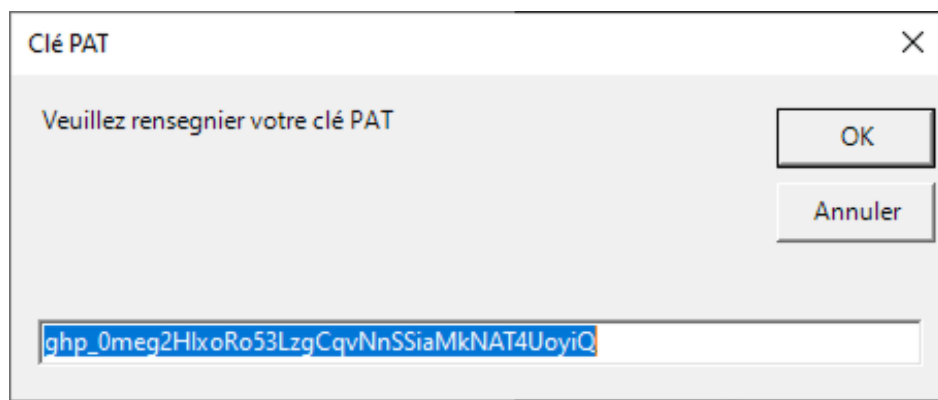 Clé PAT
Veuillez rensegnier votre clé PAT
OK
Annuler
ghp_0meg2HlxoRo53LzgCqvNnSSiaMkNAT4UoyiQ